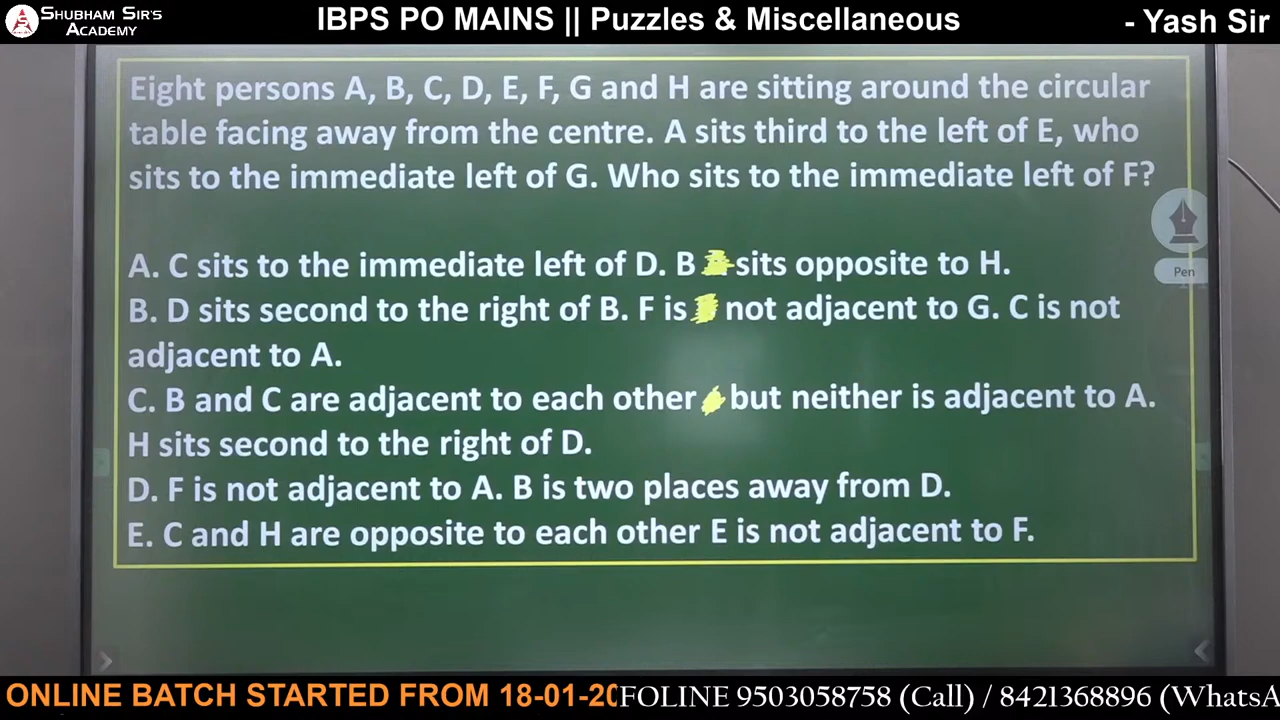 SHUBHAM SIR'S
ACADEMY
IBPS PO MAINS || Puzzles & Miscellaneous
- Yash Sir
Eight persons A, B, C, D, E, F, G and H are sitting around the circular
table facing away from the centre. A sits third to the left of E, who
sits to the immediate left of G. Who sits to the immediate left of F?
A. C sits to the immediate left of D. B sits opposite to H.
B. D sits second to the right of B. F is not adjacent to G. C is not
adjacent to A.
C. B and C are adjacent to each other but neither is adjacent to A.
H sits second to the right of D.
D. F is not adjacent to A. B is two places away from D.
E. C and H are opposite to each other E is not adjacent to F.
Pen
ONLINE BATCH STARTED FROM 18-01-20
FOLINE 9503058758 (Call) / 8421368896 (WhatsA